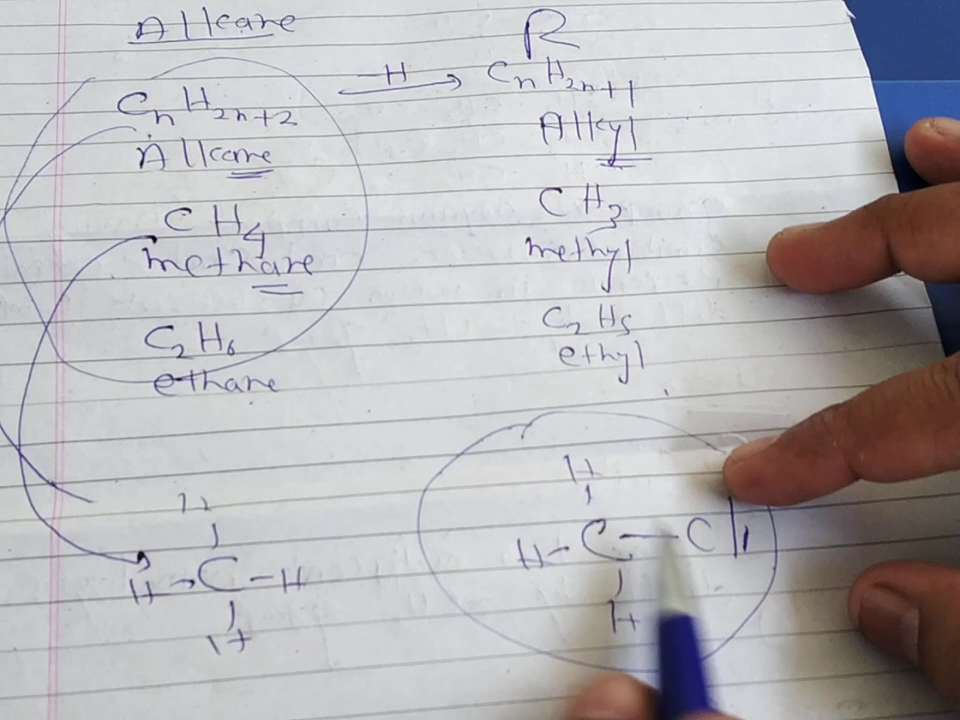 Alkane
R
CnH2n+2 —H→ CnH2n+1
Alkane
Alkyl
CH4
methane
CH3
methyl
C2H6
ethane
C2H5
ethyl
H
H-C-H
H
H
H-C-Cl
H